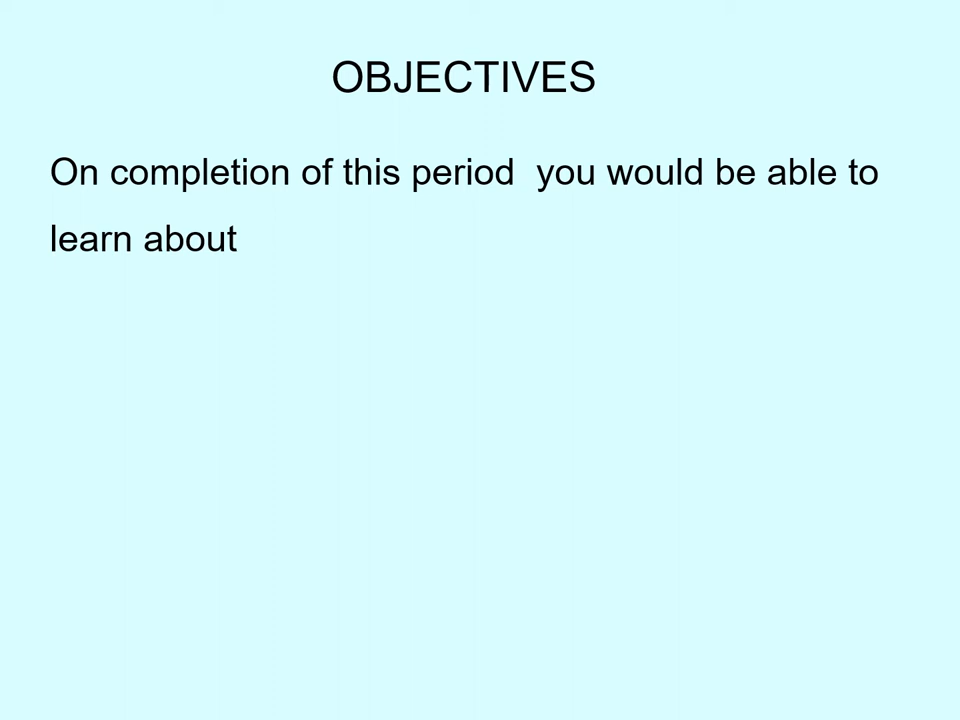 OBJECTIVES
On completion of this period  you would be able to
learn about